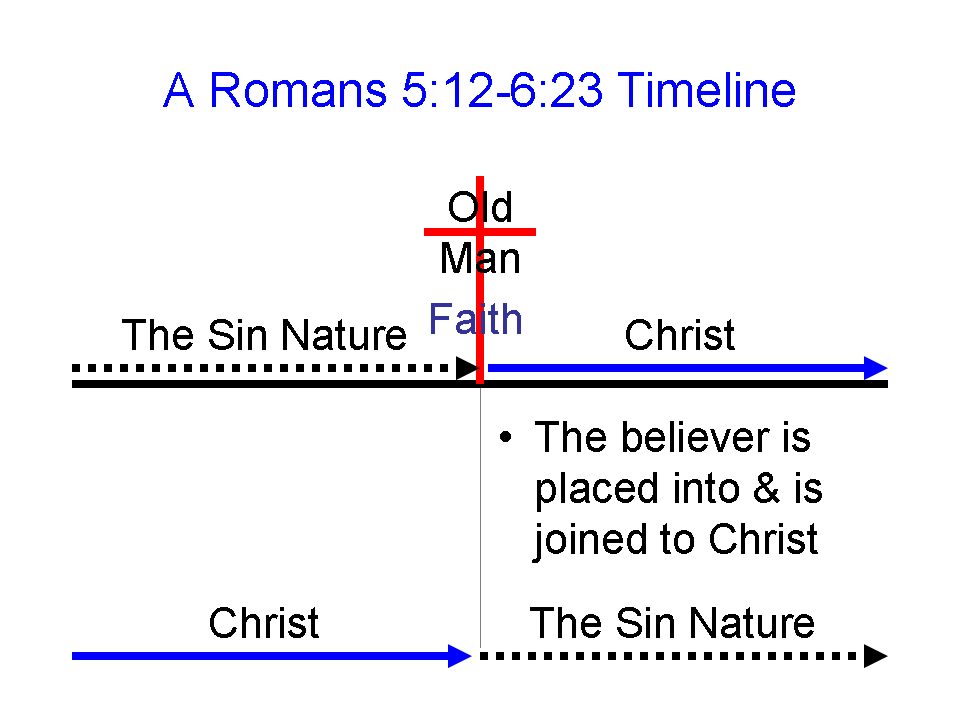 A Romans 5:12-6:23 Timeline
Old
Man
Faith
The Sin Nature
Christ
• The believer is
placed into & is
joined to Christ
Christ
The Sin Nature